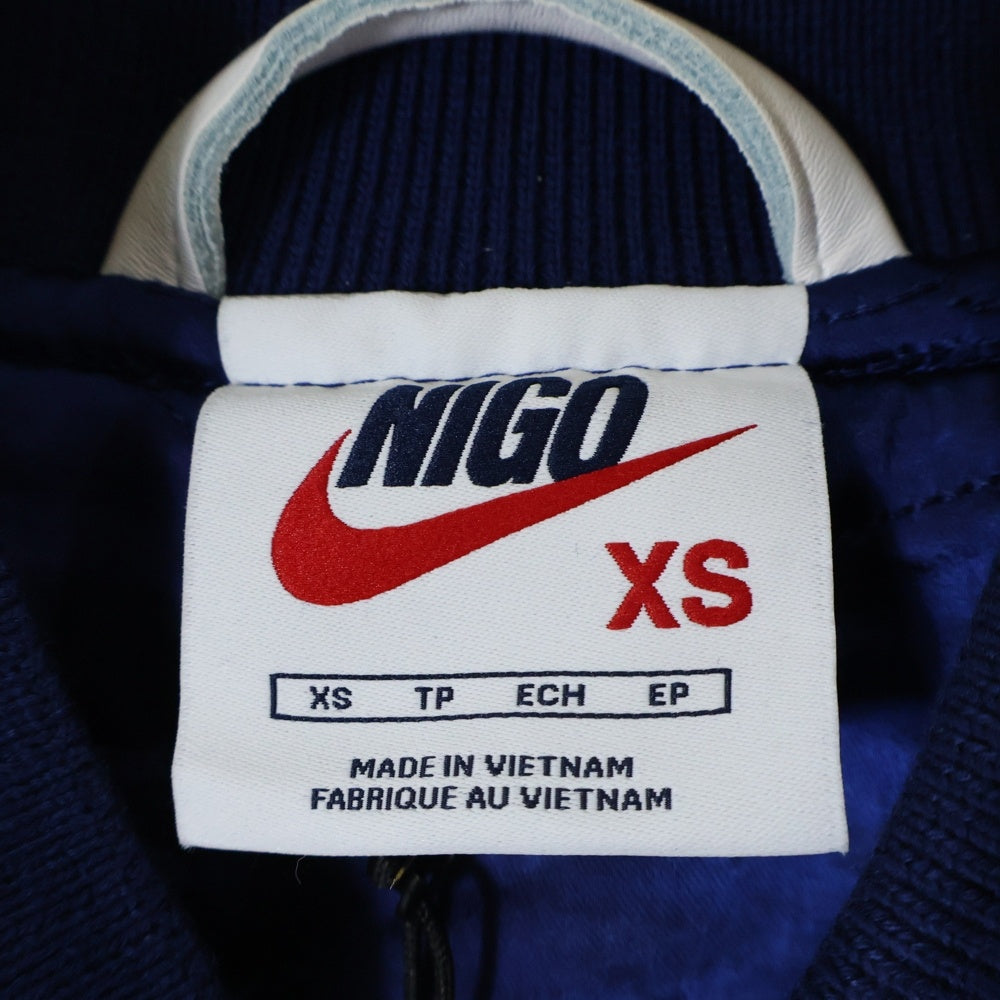 NIGO
XS
XS TP ECH EP
MADE IN VIETNAM
FABRIQUE AU VIETNAM